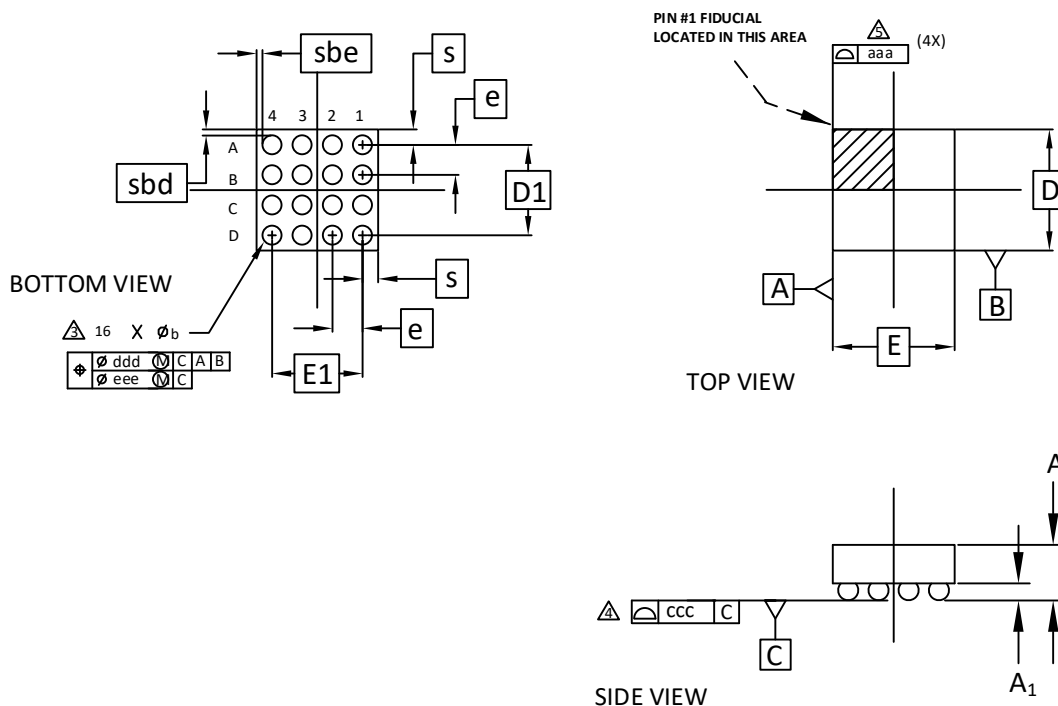 sbe
s
e
4 3 2 1
A
B
C
D
sbd
D1
BOTTOM VIEW
s
e
E1
3 16 X Ø b
Ø ddd M C A B
Ø eee M C
PIN #1 FIDUCIAL
LOCATED IN THIS AREA
5
aaa (4X)
D
A
B
E
TOP VIEW
A
4 ccc C
C
A1
SIDE VIEW